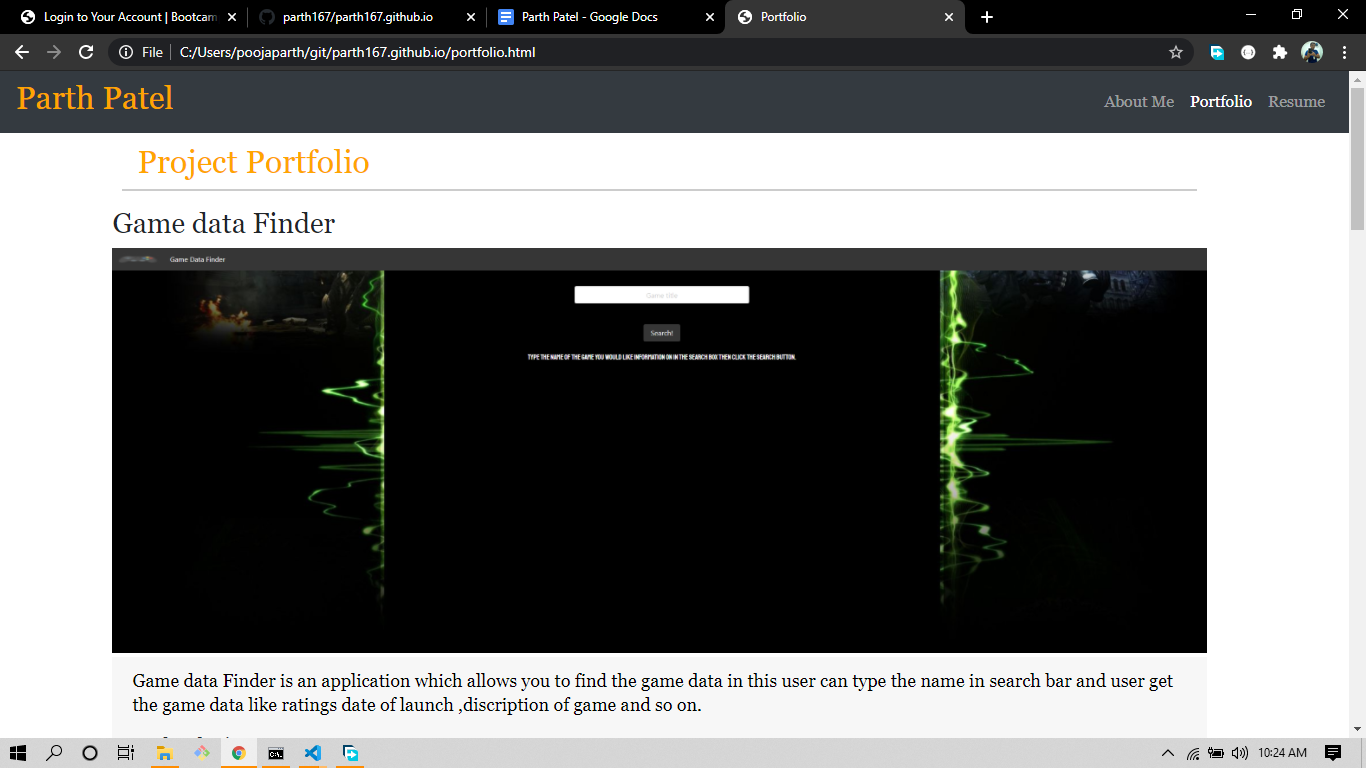 Login to Your Account | Bootcam
parth167/parth167.github.io
Parth Patel - Google Docs
Portfolio
File
C:/Users/poojaparth/git/parth167.github.io/portfolio.html
Parth Patel
About Me
Portfolio
Resume
Project Portfolio
Game data Finder
Game Data Finder
Game title
Search!
TYPE THE NAME OF THE GAME YOU WOULD LIKE INFORMATION ON IN THE SEARCH BOX THEN CLICK THE SEARCH BUTTON.
Game data Finder is an application which allows you to find the game data in this user can type the name in search bar and user get
the game data like ratings date of launch ,discription of game and so on.
10:24 AM